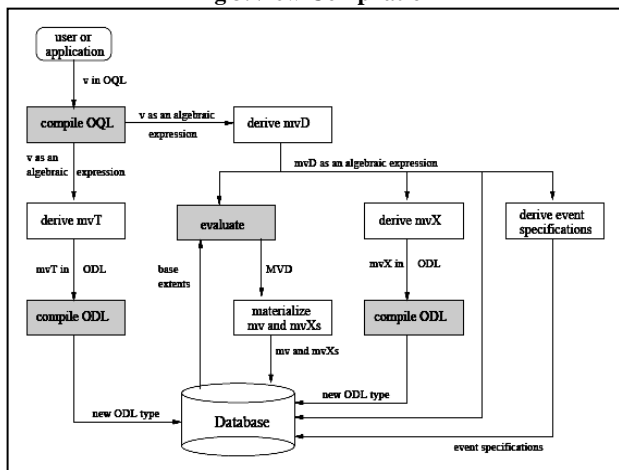 user or
application
v in OQL
compile OQL
v as an algebraic
expression
derive mvD
v as an
algebraic
expression
mvD as an algebraic expression
derive mvT
evaluate
derive mvX
derive event
specifications
mvT in
ODL
base
extents
MVD
mvX in
ODL
compile ODL
materialize
mv and mvXs
compile ODL
mv and mvXs
new ODL type
Database
new ODL type
event specifications